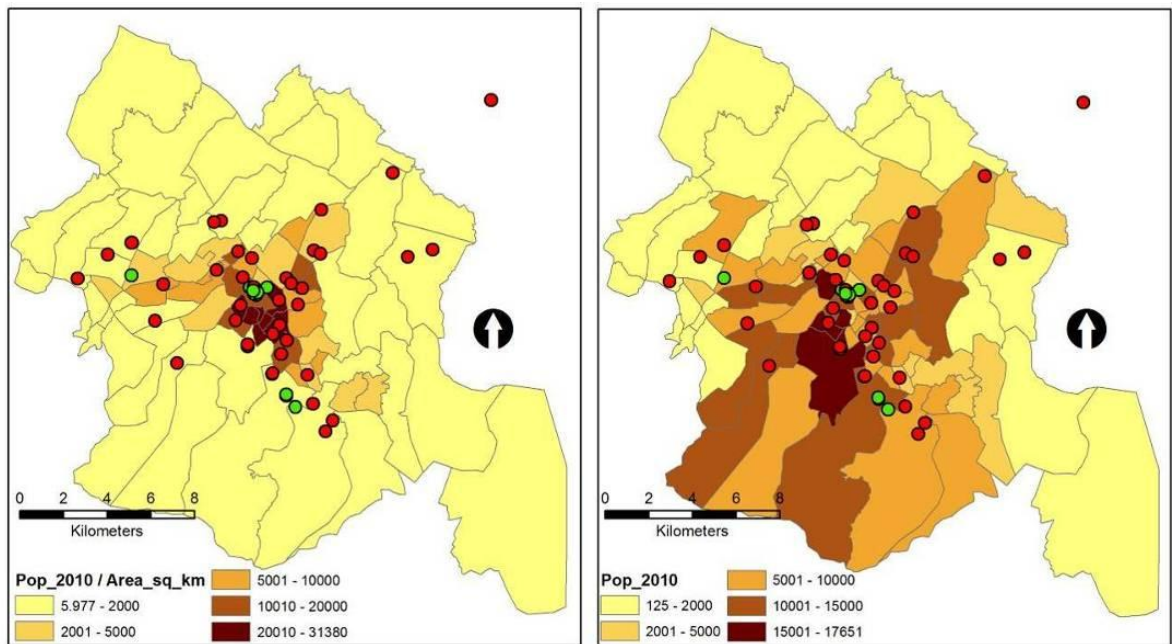 0 2 4 6 8
Kilometers
Pop_2010 / Area_sq_km
5.977 - 2000
2001 - 5000
5001 - 10000
10010 - 20000
20010 - 31380
0 2 4 6 8
Kilometers
Pop_2010
125 - 2000
2001 - 5000
5001 - 10000
10001 - 15000
15001 - 17651